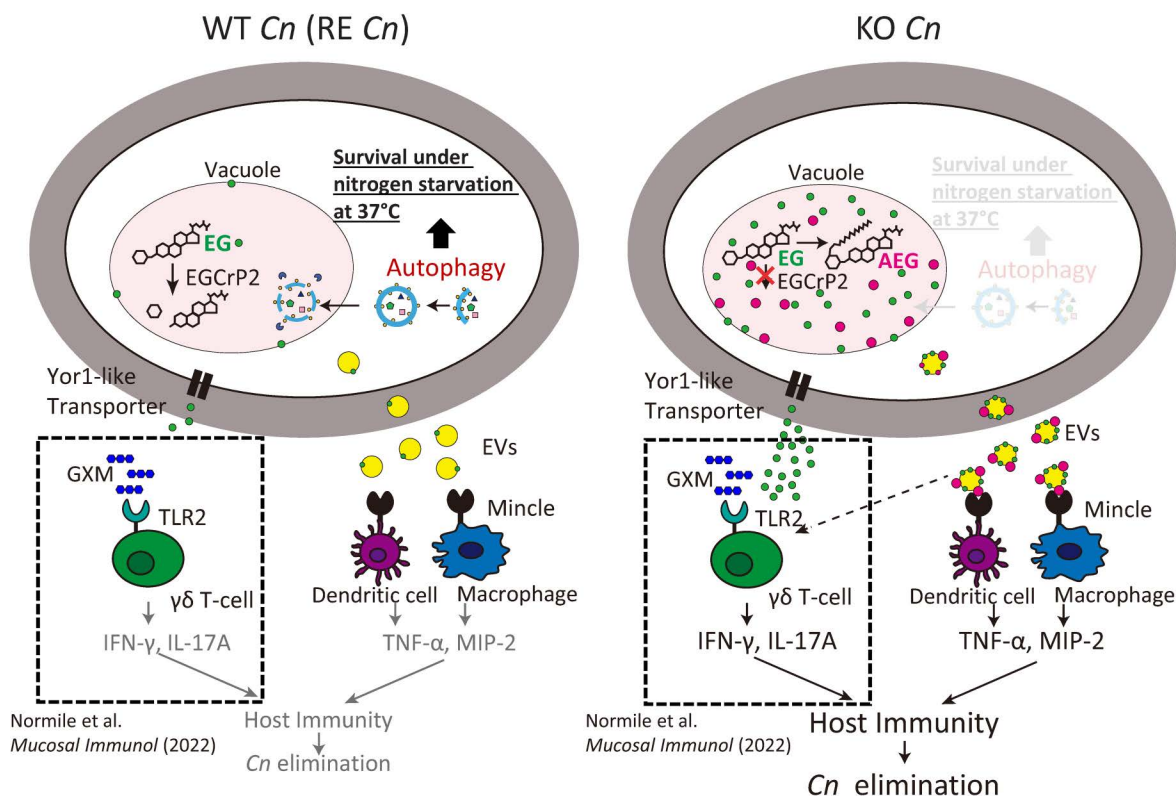 WT Cn (RE Cn)
Vacuole
Survival under
nitrogen starvation
at 37°C
EG
EGCrP2
Autophagy
Yor1-like
Transporter
GXM
TLR2
γδ T-cell
IFN-γ, IL-17A
EVs
Mincle
Dendritic cell
Macrophage
TNF-α, MIP-2
Normile et al.
Mucosal Immunol (2022)
Host Immunity
Cn elimination
KO Cn
Vacuole
Survival under
nitrogen starvation
at 37°C
EG
AEG
EGCrP2
Autophagy
Yor1-like
Transporter
GXM
TLR2
γδ T-cell
IFN-γ, IL-17A
EVs
Mincle
Dendritic cell
Macrophage
TNF-α, MIP-2
Normile et al.
Mucosal Immunol (2022)
Host Immunity
Cn elimination